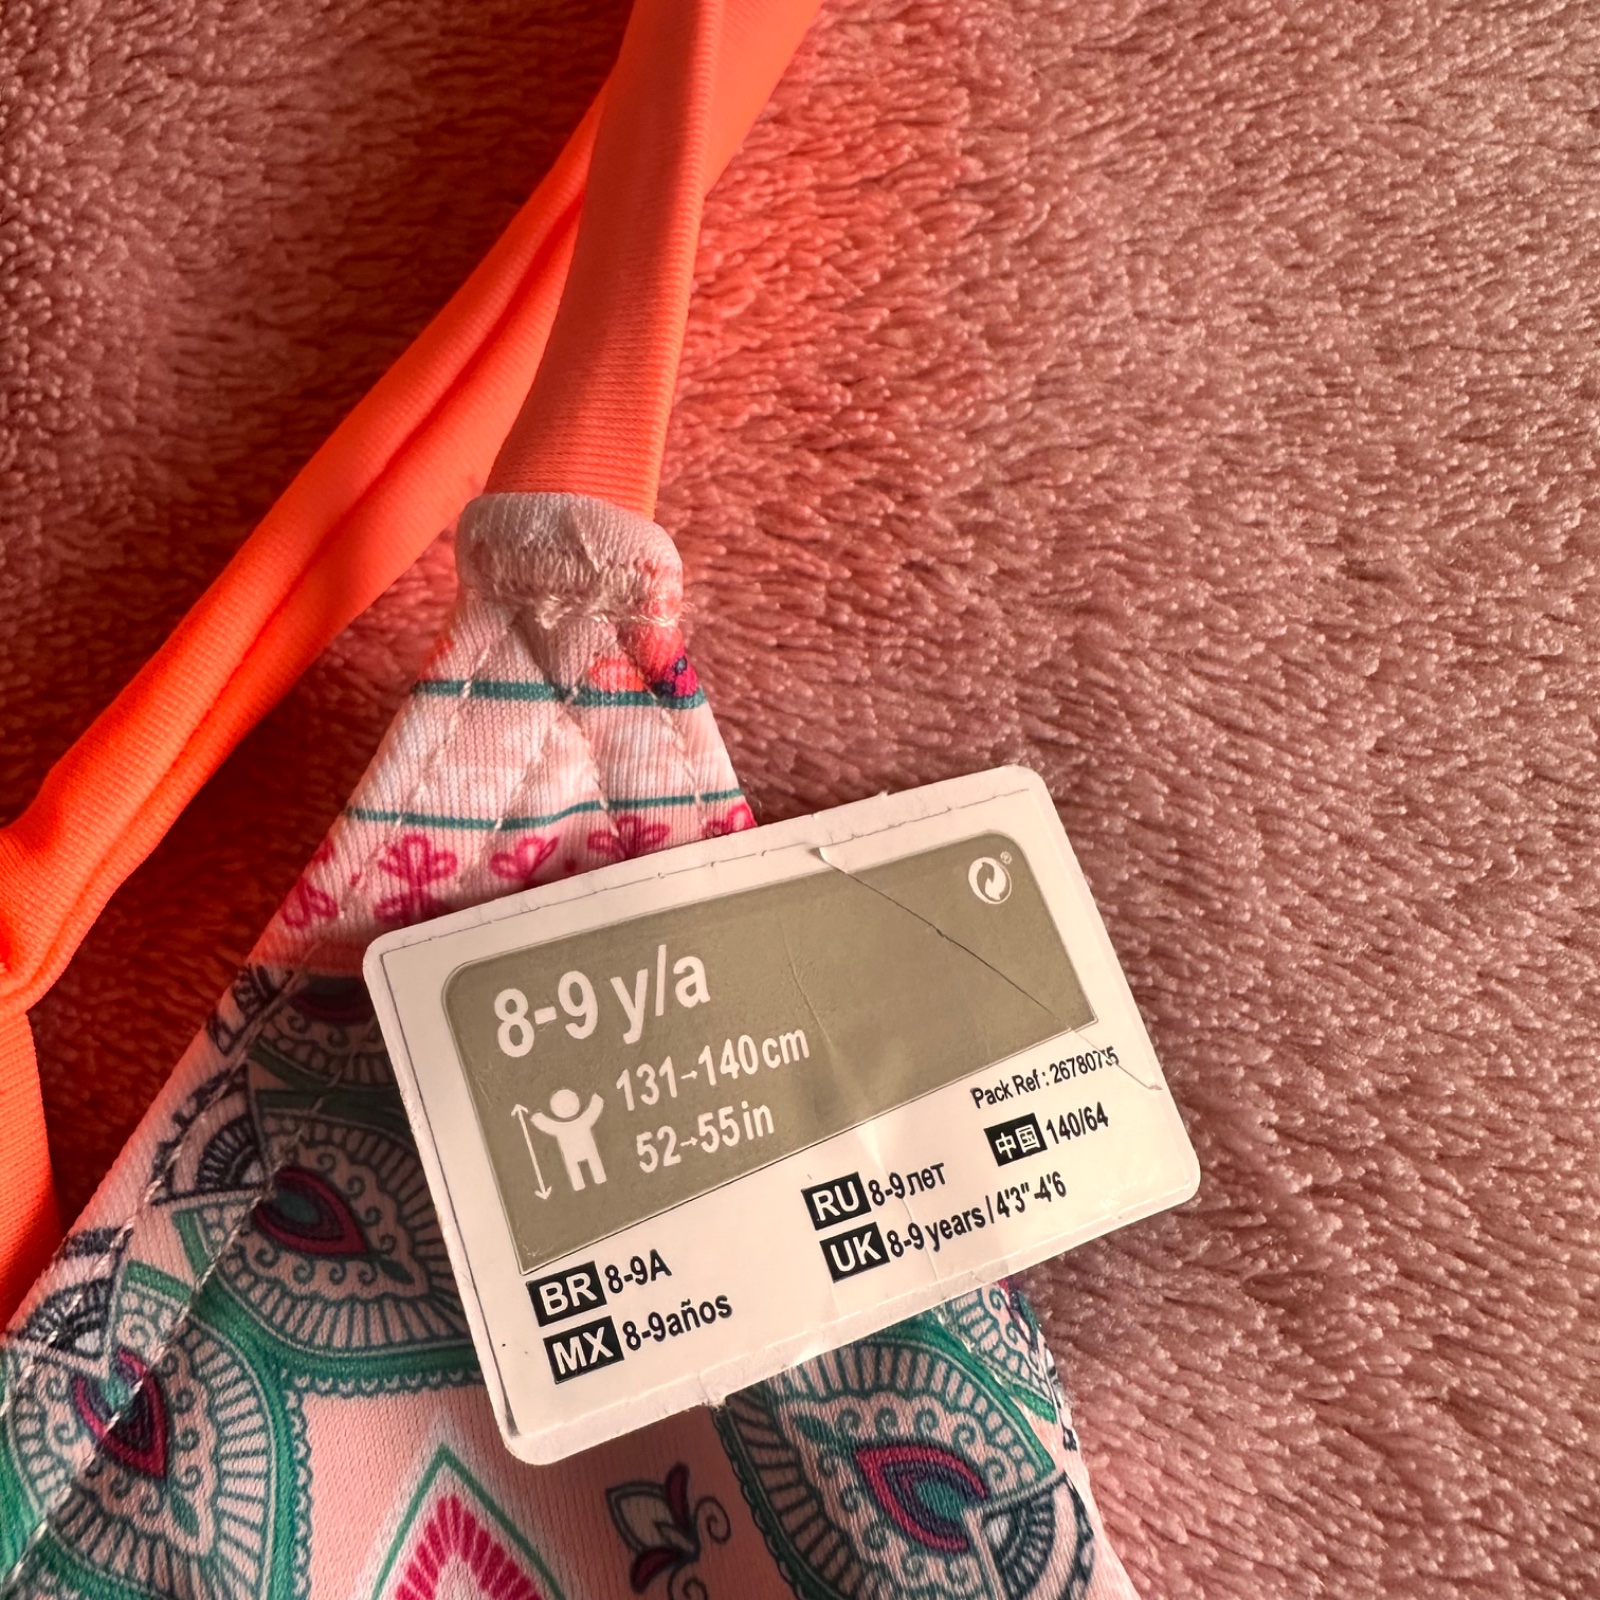 8-9 y/a
131→140cm
52→55in
Pack Ref :
中国 140/64
RU 8-9лет
UK 8-9 years / 4'3"-4'6
BR 8-9A
MX 8-9años